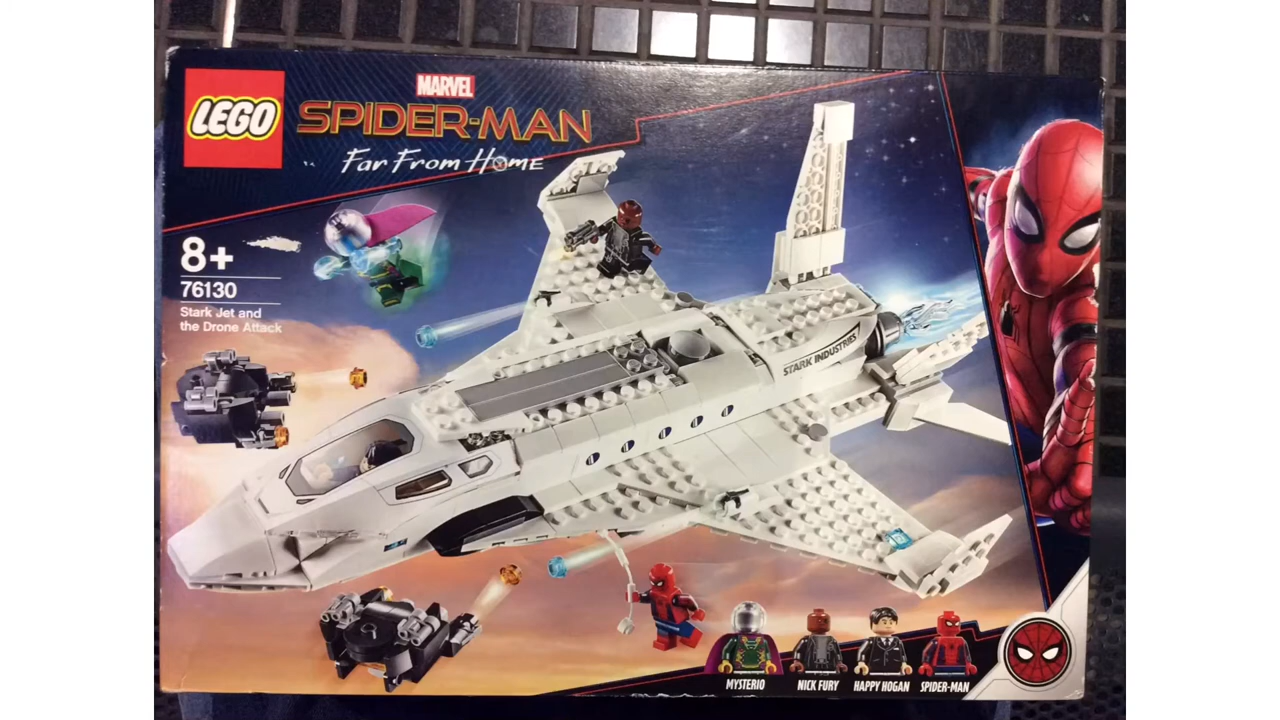 LEGO
MARVEL
SPIDER-MAN
Far From Home
8+
76130
Stark Jet and
the Drone Attack
STARK INDUSTRIES
MYSTERIO
NICK FURY
HAPPY HOGAN
SPIDER-MAN